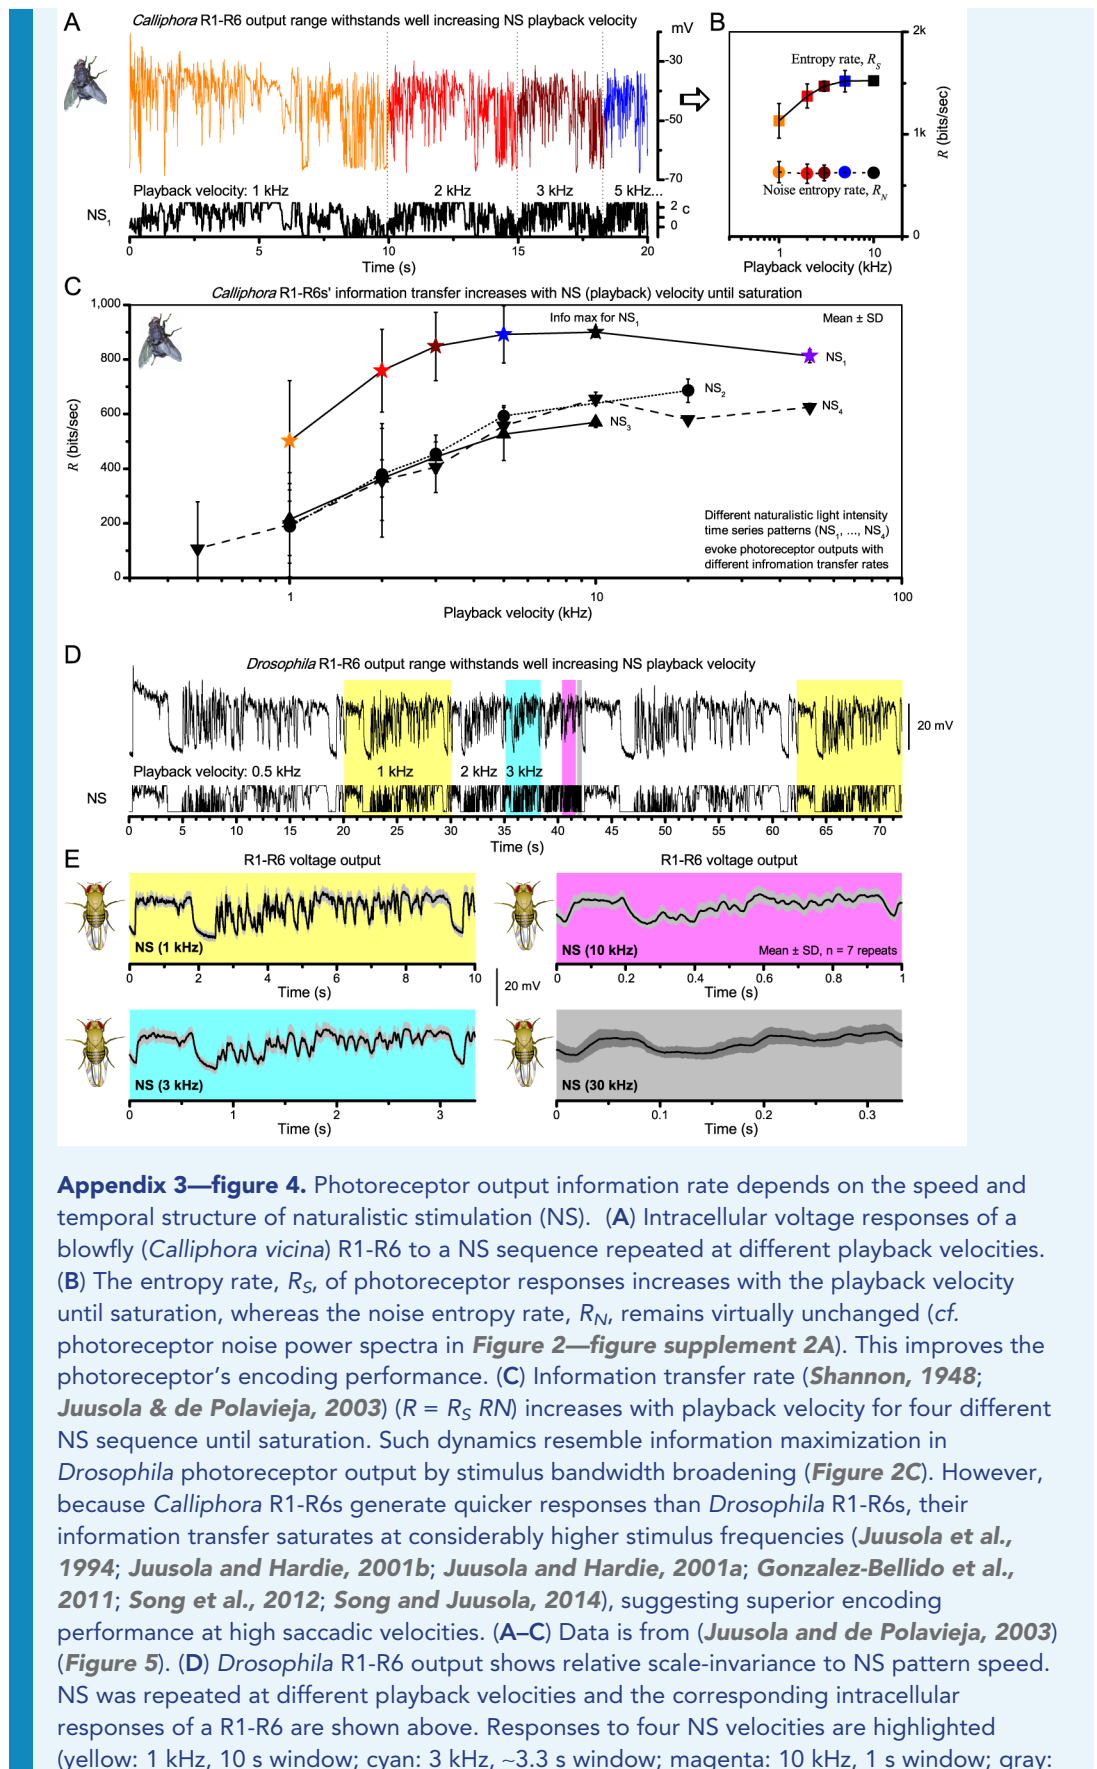 A
Calliphora R1-R6 output range withstands well increasing NS playback velocity
mV
-30
-50
-70
Playback velocity: 1 kHz
2 kHz
3 kHz
5 kHz...
NS1
2
0
c
0
5
10
15
20
Time (s)
B
2k
1k
0
R (bits/sec)
Entropy rate, RS
Noise entropy rate, RN
1
10
Playback velocity (kHz)
C
Calliphora R1-R6s' information transfer increases with NS (playback) velocity until saturation
1,000
800
600
400
200
0
R (bits/sec)
Info max for NS1
Mean ± SD
NS1
NS2
NS4
NS3
Different naturalistic light intensity
time series patterns (NS1, ..., NS4)
evoke photoreceptor outputs with
different infromation transfer rates
1
10
100
Playback velocity (kHz)
D
Drosophila R1-R6 output range withstands well increasing NS playback velocity
20 mV
Playback velocity: 0.5 kHz
1 kHz
2 kHz
3 kHz
NS
0
5
10
15
20
25
30
35
40
45
50
55
60
65
70
Time (s)
E
R1-R6 voltage output
R1-R6 voltage output
NS (1 kHz)
0
2
4
6
8
10
Time (s)
NS (10 kHz)
Mean ± SD, n = 7 repeats
0
0.2
0.4
0.6
0.8
1
Time (s)
20 mV
NS (3 kHz)
0
1
2
3
Time (s)
NS (30 kHz)
0
0.1
0.2
0.3
Time (s)
Appendix 3—figure 4. Photoreceptor output information rate depends on the speed and
temporal structure of naturalistic stimulation (NS). (A) Intracellular voltage responses of a
blowfly (Calliphora vicina) R1-R6 to a NS sequence repeated at different playback velocities.
(B) The entropy rate, RS, of photoreceptor responses increases with the playback velocity
until saturation, whereas the noise entropy rate, RN, remains virtually unchanged (cf.
photoreceptor noise power spectra in Figure 2—figure supplement 2A). This improves the
photoreceptor's encoding performance. (C) Information transfer rate (Shannon, 1948;
Juusola & de Polavieja, 2003) (R = RS RN) increases with playback velocity for four different
NS sequence until saturation. Such dynamics resemble information maximization in
Drosophila photoreceptor output by stimulus bandwidth broadening (Figure 2C). However,
because Calliphora R1-R6s generate quicker responses than Drosophila R1-R6s, their
information transfer saturates at considerably higher stimulus frequencies (Juusola et al.,
1994; Juusola and Hardie, 2001b; Juusola and Hardie, 2001a; Gonzalez-Bellido et al.,
2011; Song et al., 2012; Song and Juusola, 2014), suggesting superior encoding
performance at high saccadic velocities. (A–C) Data is from (Juusola and de Polavieja, 2003)
(Figure 5). (D) Drosophila R1-R6 output shows relative scale-invariance to NS pattern speed.
NS was repeated at different playback velocities and the corresponding intracellular
responses of a R1-R6 are shown above. Responses to four NS velocities are highlighted
(yellow: 1 kHz, 10 s window; cyan: 3 kHz, ~3.3 s window; magenta: 10 kHz, 1 s window; gray: